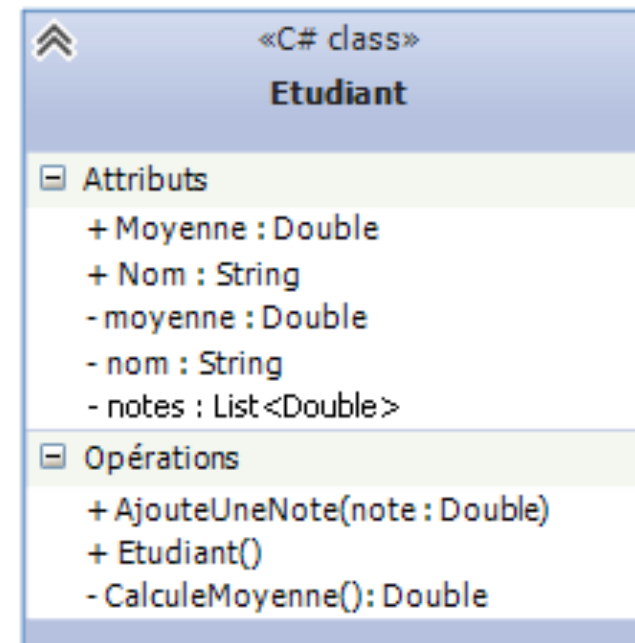 «C# class»
Etudiant
Attributs
+ Moyenne : Double
+ Nom : String
- moyenne : Double
- nom : String
- notes : List<Double>
Opérations
+ AjouteUneNote(note : Double)
+ Etudiant()
- CalculeMoyenne(): Double